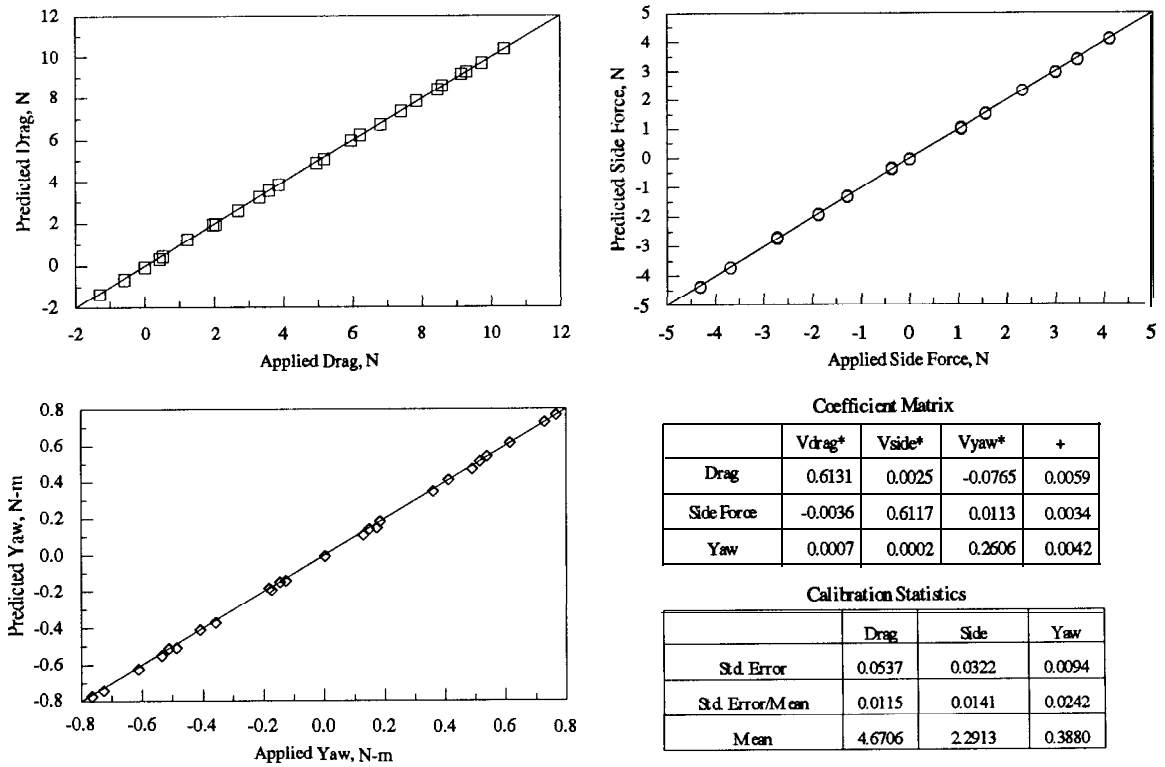 12
10
8
6
4
2
0
-2
Predicted Drag, N
-2 0 2 4 6 8 10 12
Applied Drag, N
5
4
3
2
1
0
-1
-2
-3
-4
-5
Predicted Side Force, N
-5 -4 -3 -2 -1 0 1 2 3 4 5
Applied Side Force, N
0.8
0.6
0.4
0.2
0.0
-0.2
-0.4
-0.6
-0.8
Predicted Yaw, N-m
-0.8 -0.6 -0.4 -0.2 0.0 0.2 0.4 0.6 0.8
Applied Yaw, N-m
Coefficient Matrix
Vdrag* Vside* Vyaw* +
Drag 0.6131 0.0025 -0.0765 0.0059
Side Force -0.0036 0.6117 0.0113 0.0034
Yaw 0.0007 0.0002 0.2606 0.0042
Calibration Statistics
Drag Side Yaw
Std. Error 0.0537 0.0322 0.0094
Std. Error/Mean 0.0115 0.0141 0.0242
Mean 4.6706 2.2913 0.3880